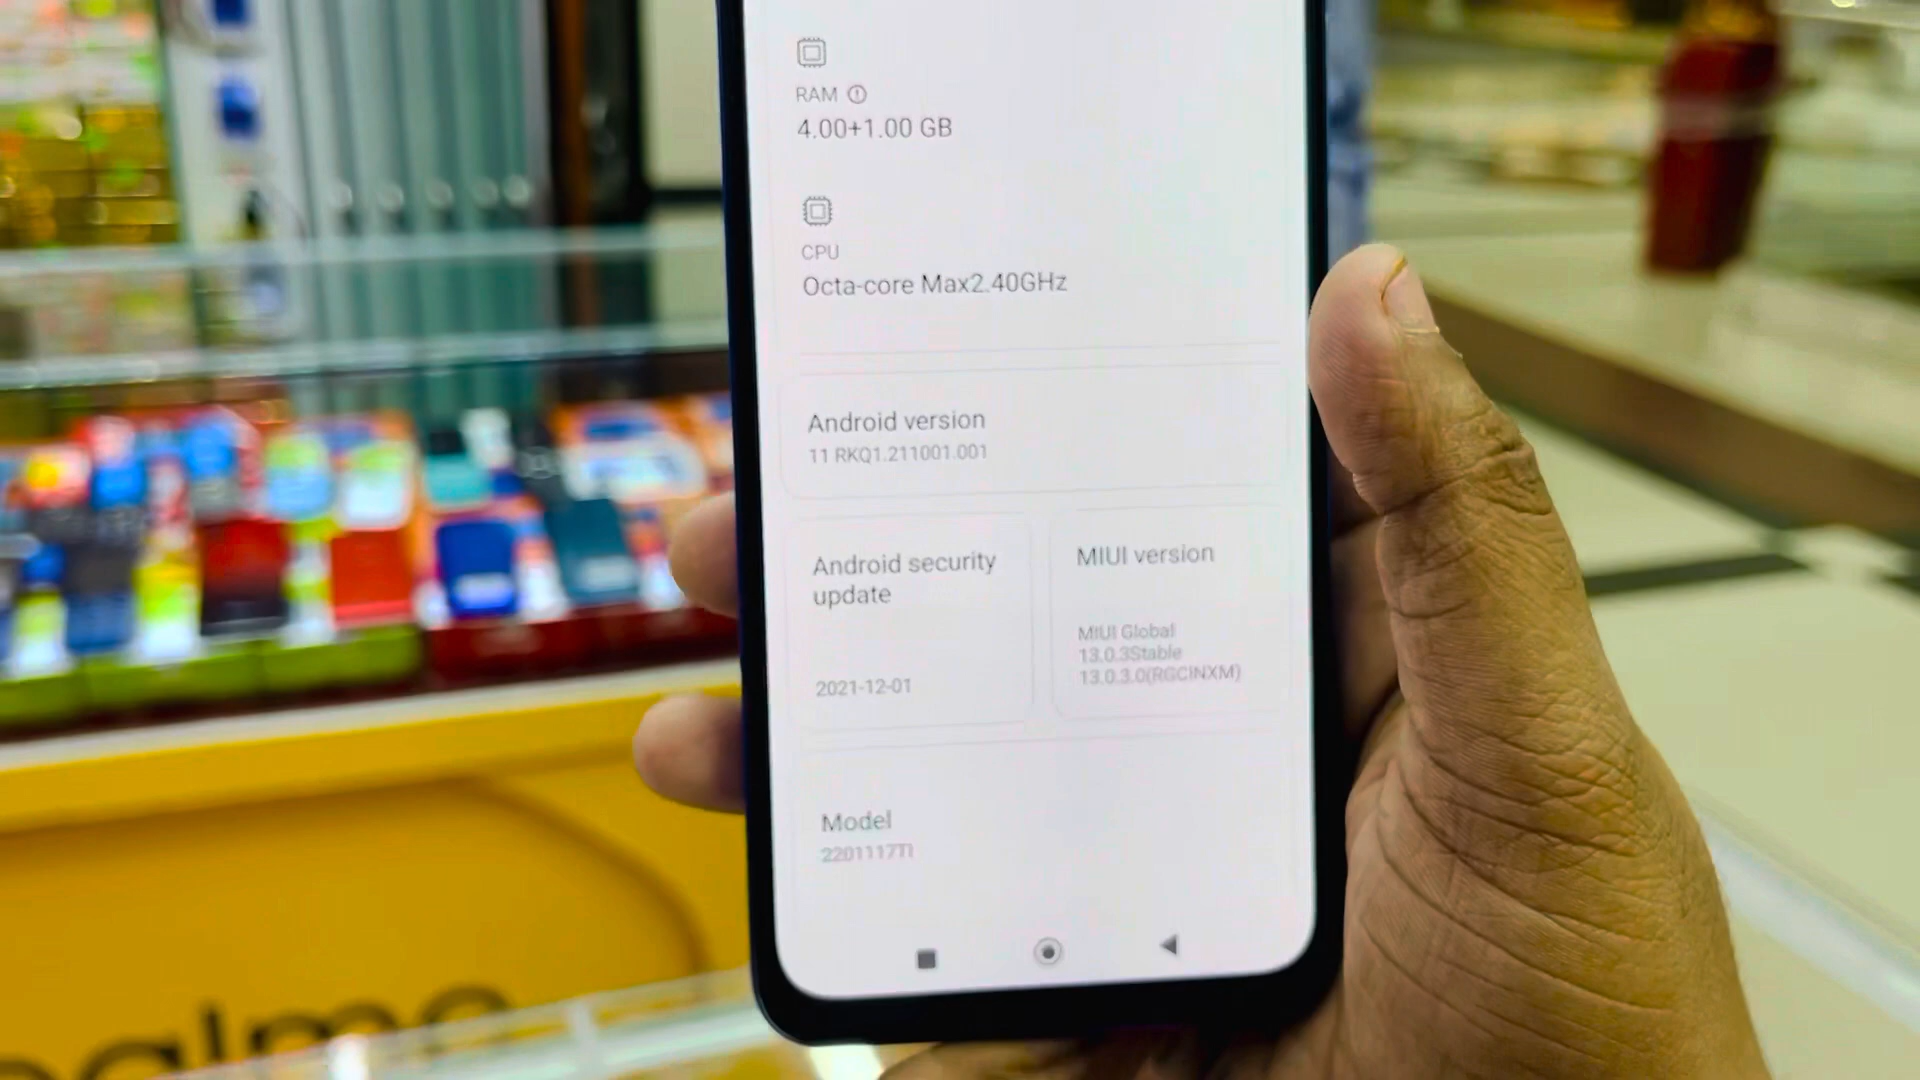 RAM
4.00+1.00 GB
CPU
Octa-core Max2.40GHz
Android version
11 RKQ1.211001.001
Android security
update
2021-12-01
MIUI version
MIUI Global
13.0.3Stable
13.0.3.0(RGCINXM)
Model
2201117TI
realme